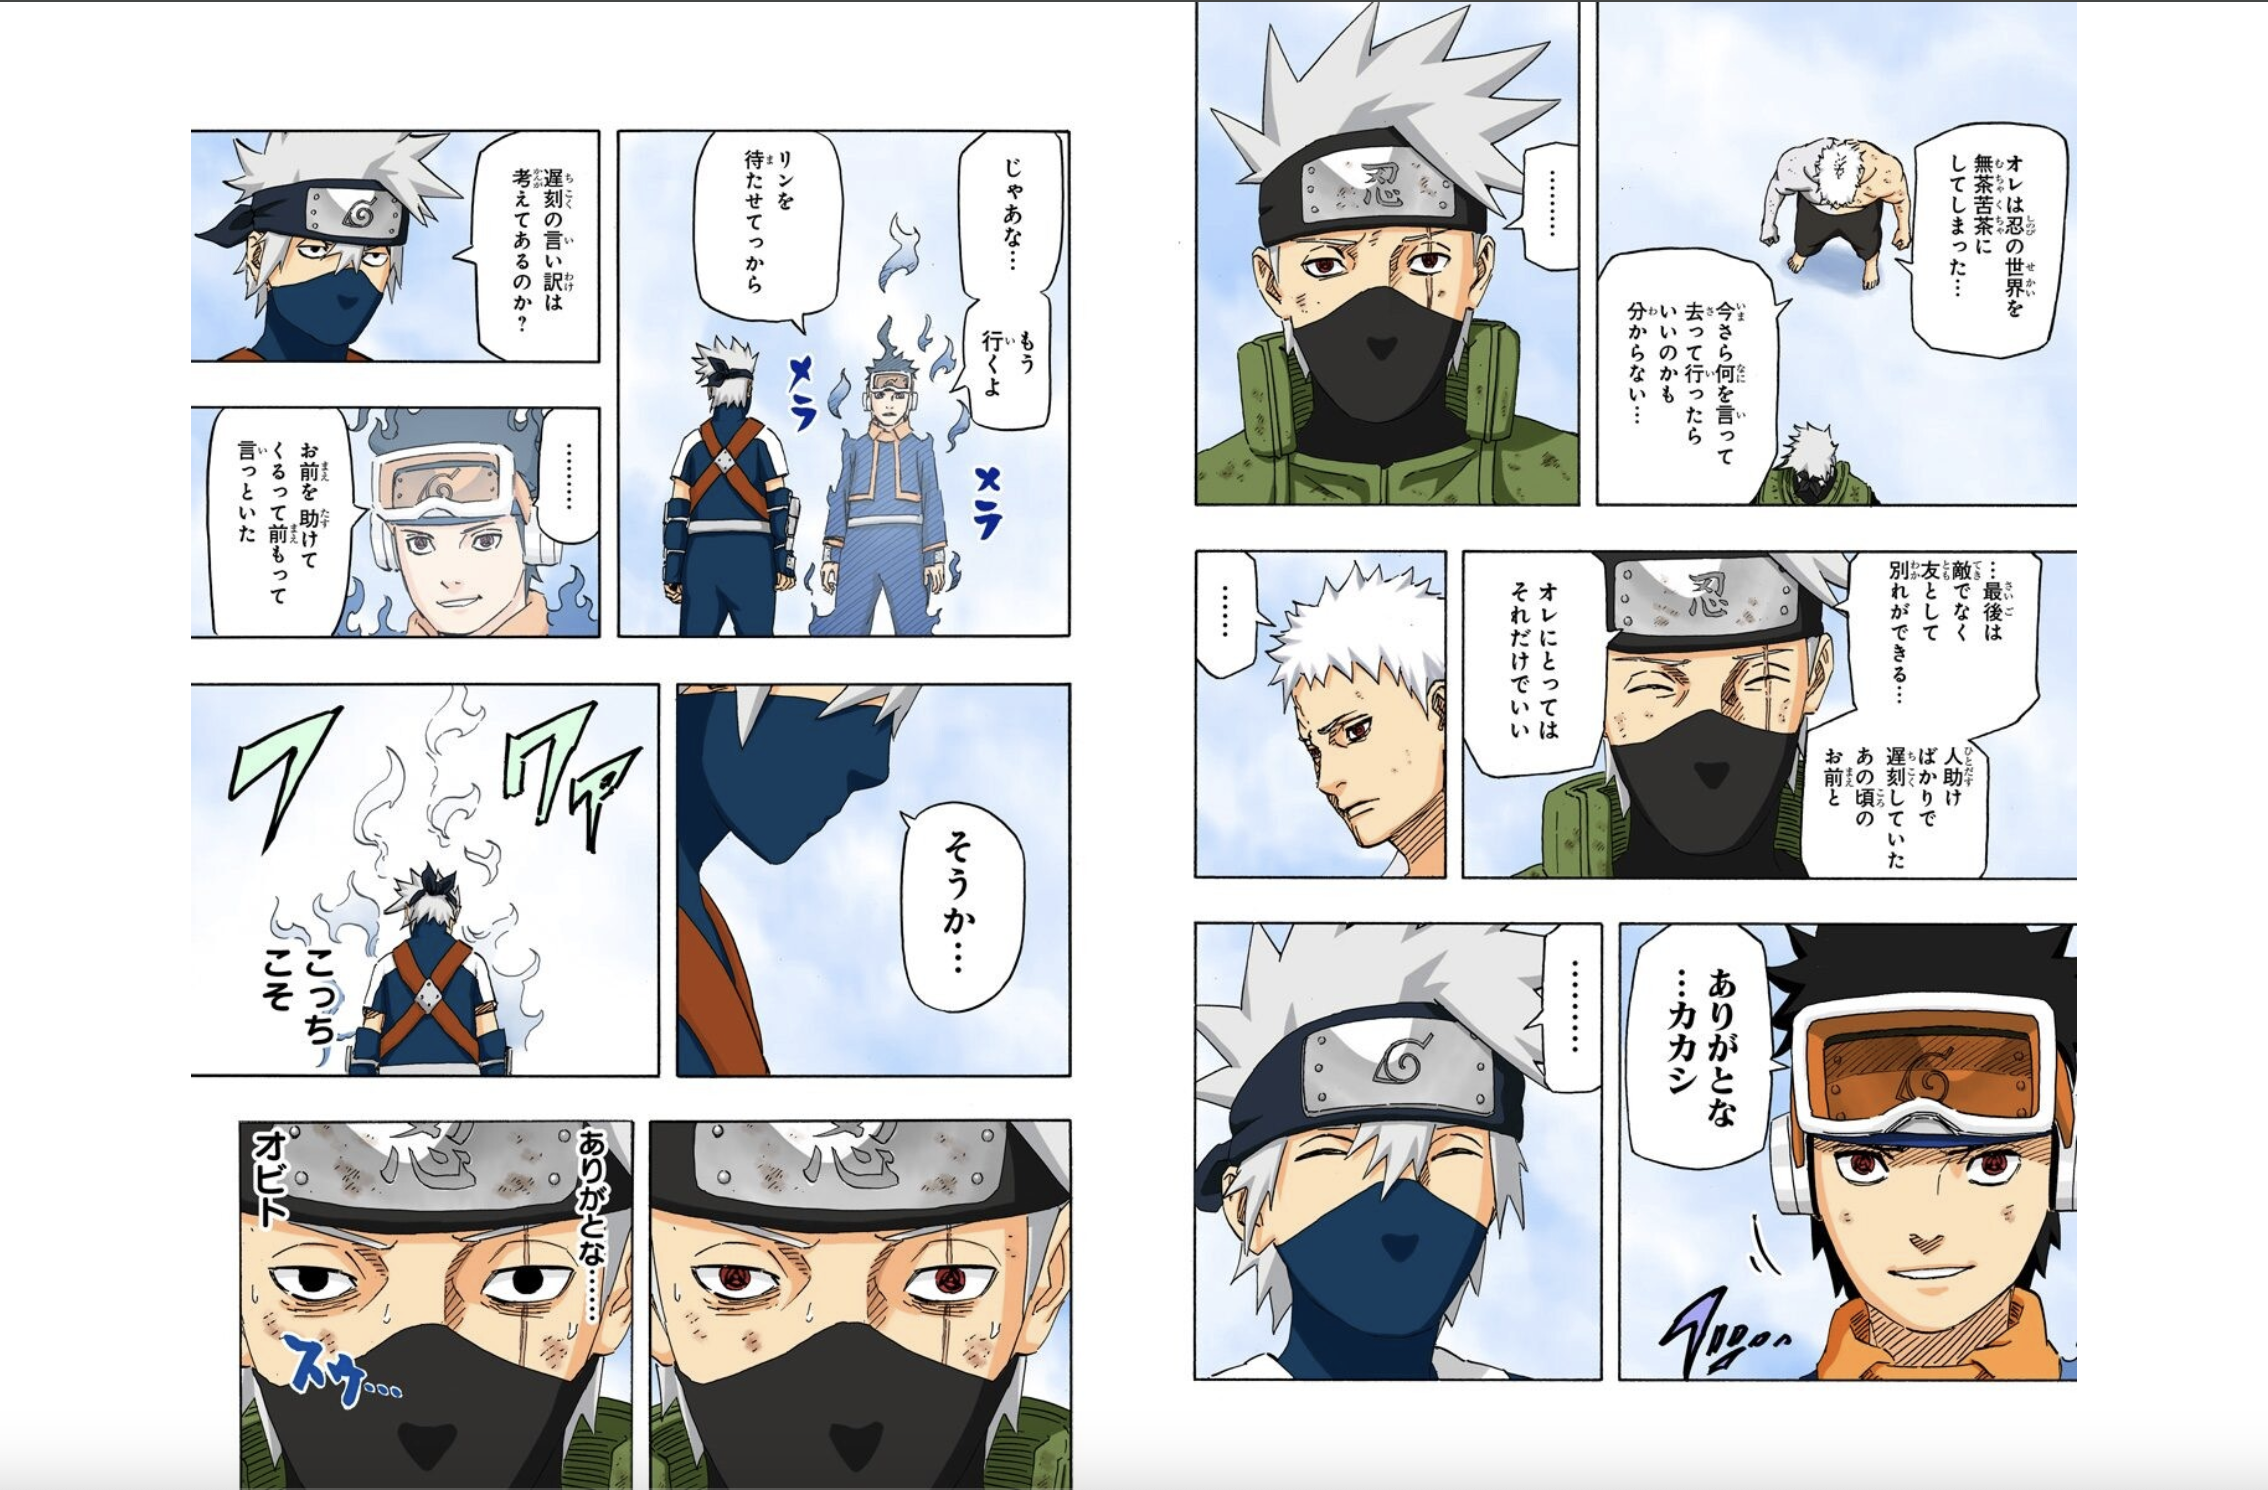 オレは忍の世界を
無茶苦茶に
してしまった…
今さら何を言って
去って行ったら
いいのかも
分からない…
………
…最後は
敵でなく
友として
別れができる…
人助け
ばかりで
遅刻していた
あの頃の
お前と
オレにとっては
それだけでいい
……
ありがとな
…カカシ
………
じゃあな…
もう
行くよ
リンを
待たせてっから
メラ
メラ
遅刻の言い訳は
考えてあるのか？
………
お前を助けて
くるって前もって
言っといた
そうか…
ファ
こっち
こそ
ありがとな……
オビト
スゥ…